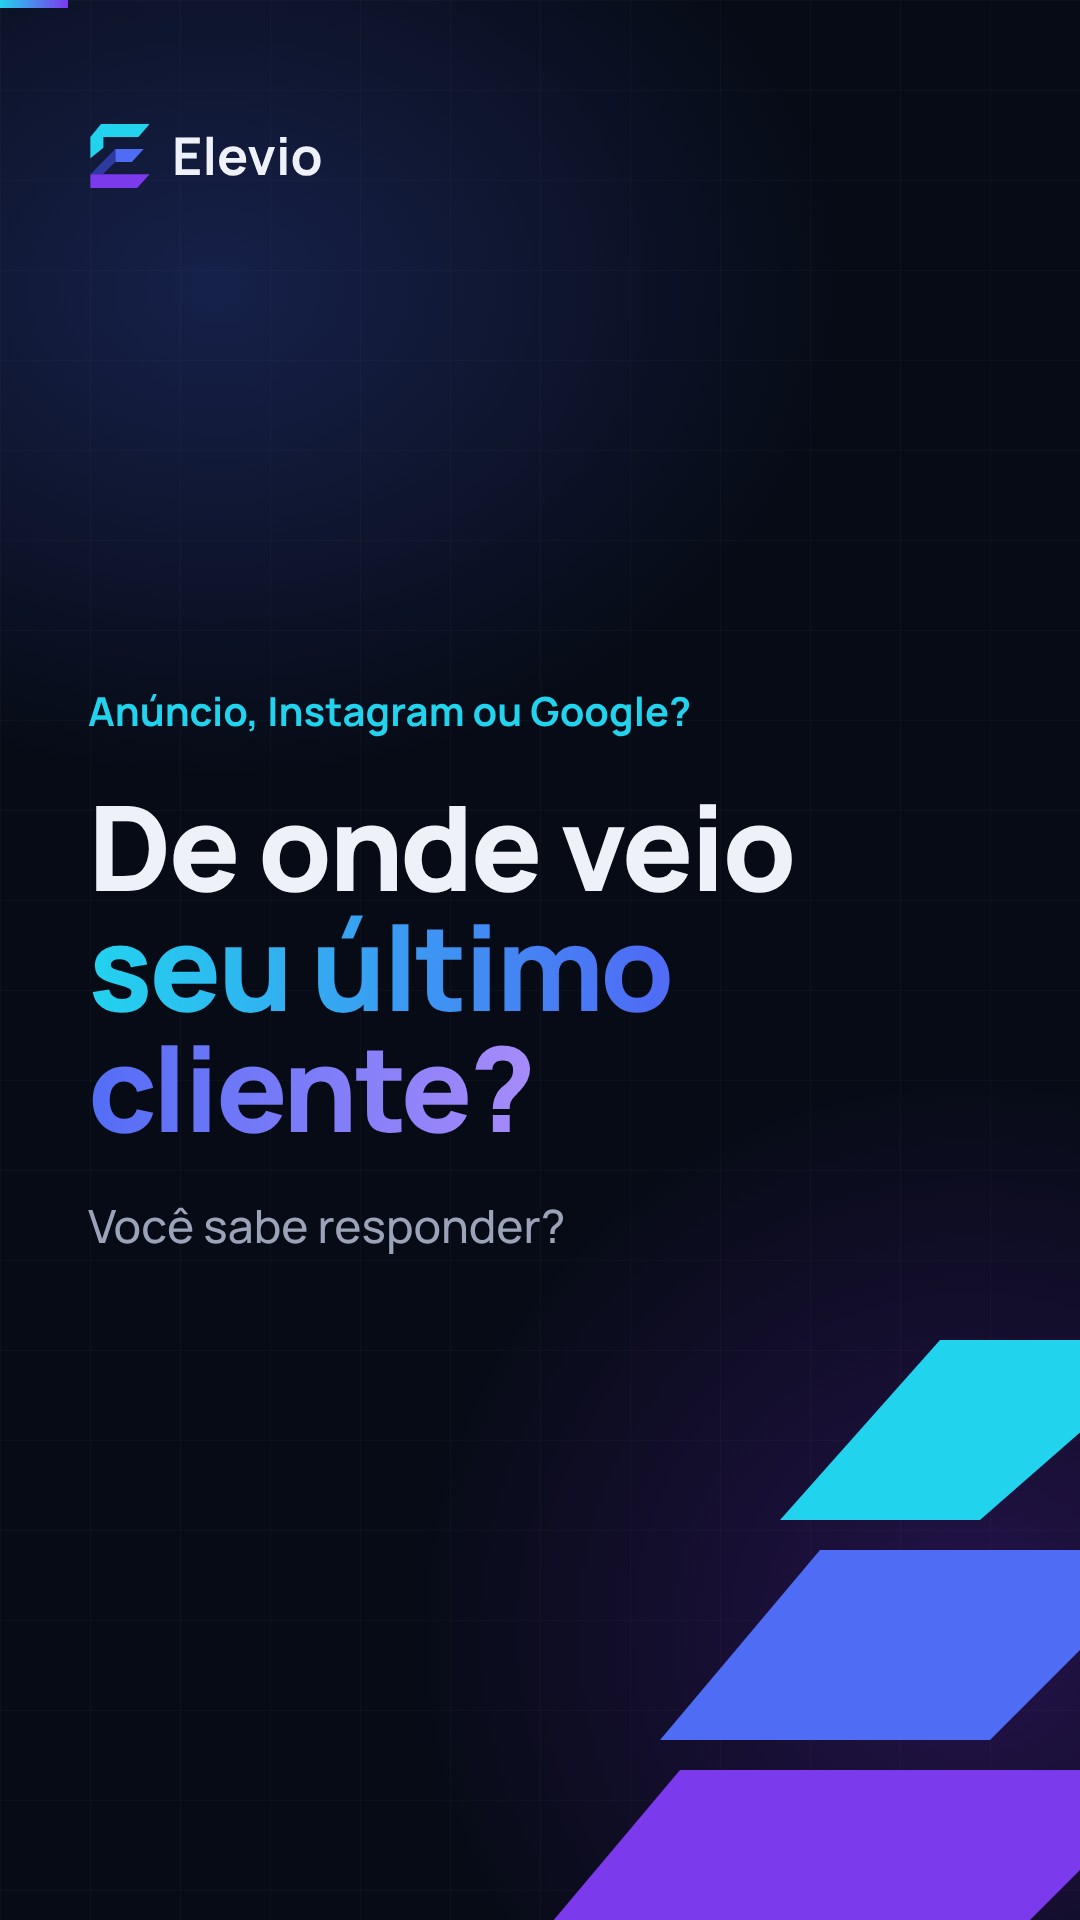 Elevio
Anúncio, Instagram ou Google?
De onde veio
seu último
cliente?
Você sabe responder?